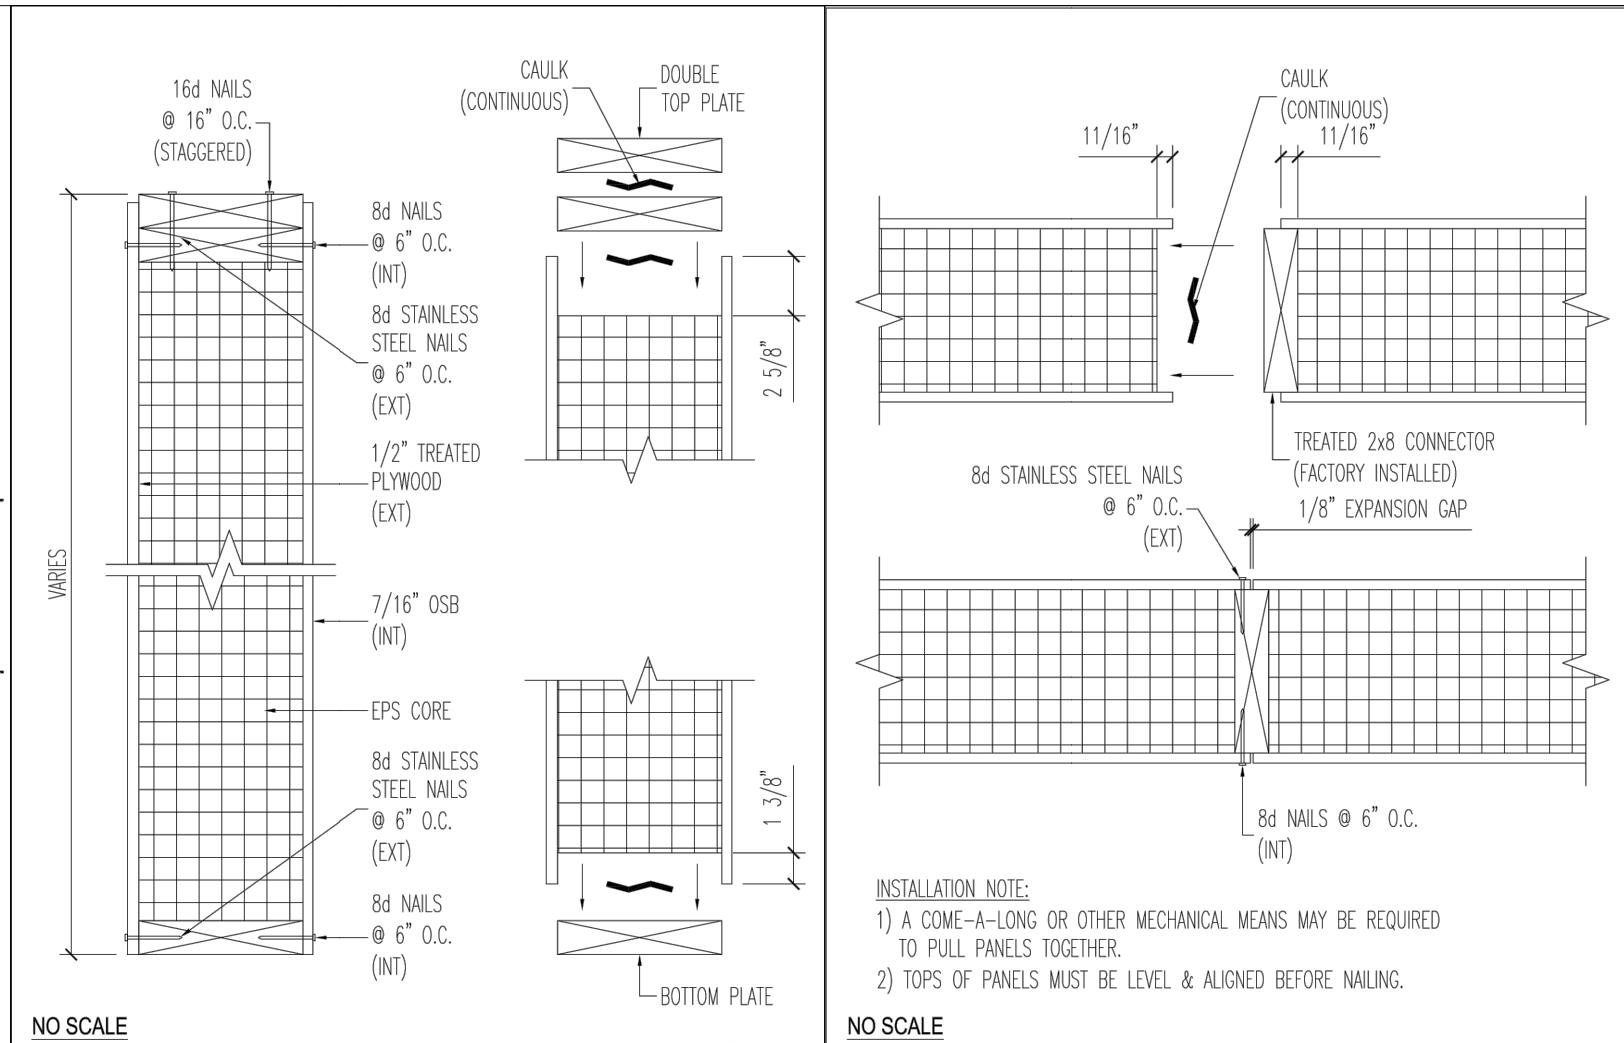 16d NAILS
@ 16" O.C.
(STAGGERED)
8d NAILS
@ 6" O.C.
(INT)
8d STAINLESS
STEEL NAILS
@ 6" O.C.
(EXT)
1/2" TREATED
PLYWOOD
(EXT)
VARIES
7/16" OSB
(INT)
EPS CORE
8d STAINLESS
STEEL NAILS
@ 6" O.C.
(EXT)
8d NAILS
@ 6" O.C.
(INT)
CAULK
(CONTINUOUS)
DOUBLE
TOP PLATE
2 5/8"
1 3/8"
BOTTOM PLATE
NO SCALE
CAULK
(CONTINUOUS)
11/16"
11/16"
TREATED 2x8 CONNECTOR
(FACTORY INSTALLED)
8d STAINLESS STEEL NAILS
@ 6" O.C.
(EXT)
1/8" EXPANSION GAP
8d NAILS @ 6" O.C.
(INT)
INSTALLATION NOTE:
1) A COME-A-LONG OR OTHER MECHANICAL MEANS MAY BE REQUIRED
TO PULL PANELS TOGETHER.
2) TOPS OF PANELS MUST BE LEVEL & ALIGNED BEFORE NAILING.
NO SCALE